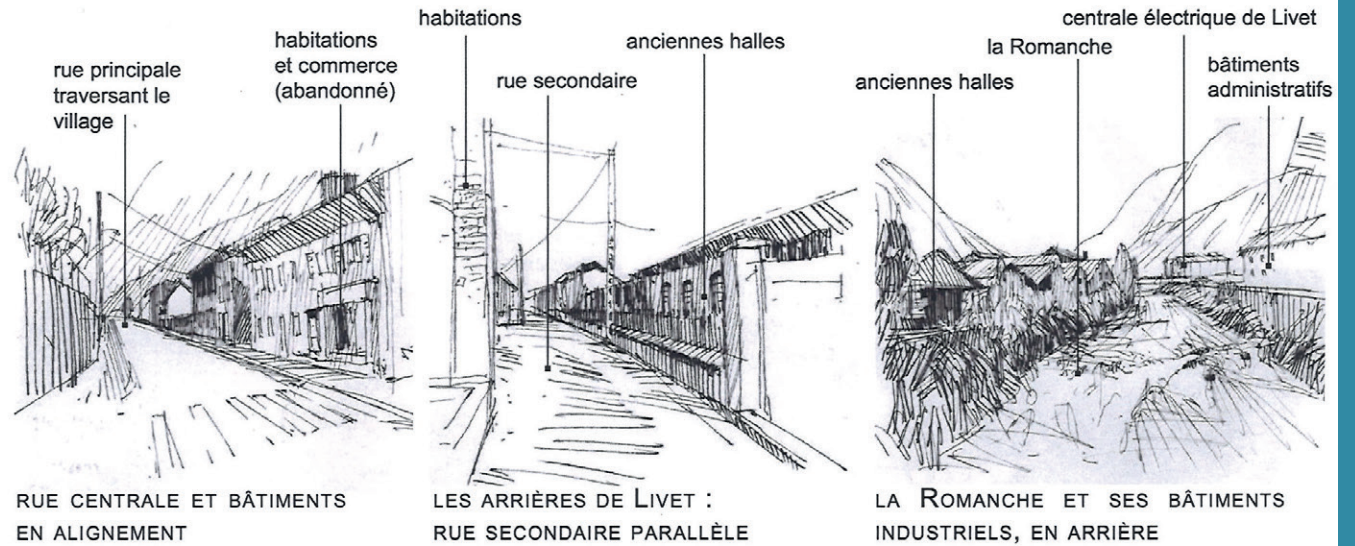 rue principale
traversant le
village
habitations
et commerce
(abandonné)
RUE CENTRALE ET BÂTIMENTS
EN ALIGNEMENT
habitations
rue secondaire
anciennes halles
LES ARRIÈRES DE LIVET :
RUE SECONDAIRE PARALLÈLE
anciennes halles
la Romanche
centrale électrique de Livet
bâtiments
administratifs
LA ROMANCHE ET SES BÂTIMENTS
INDUSTRIELS, EN ARRIÈRE